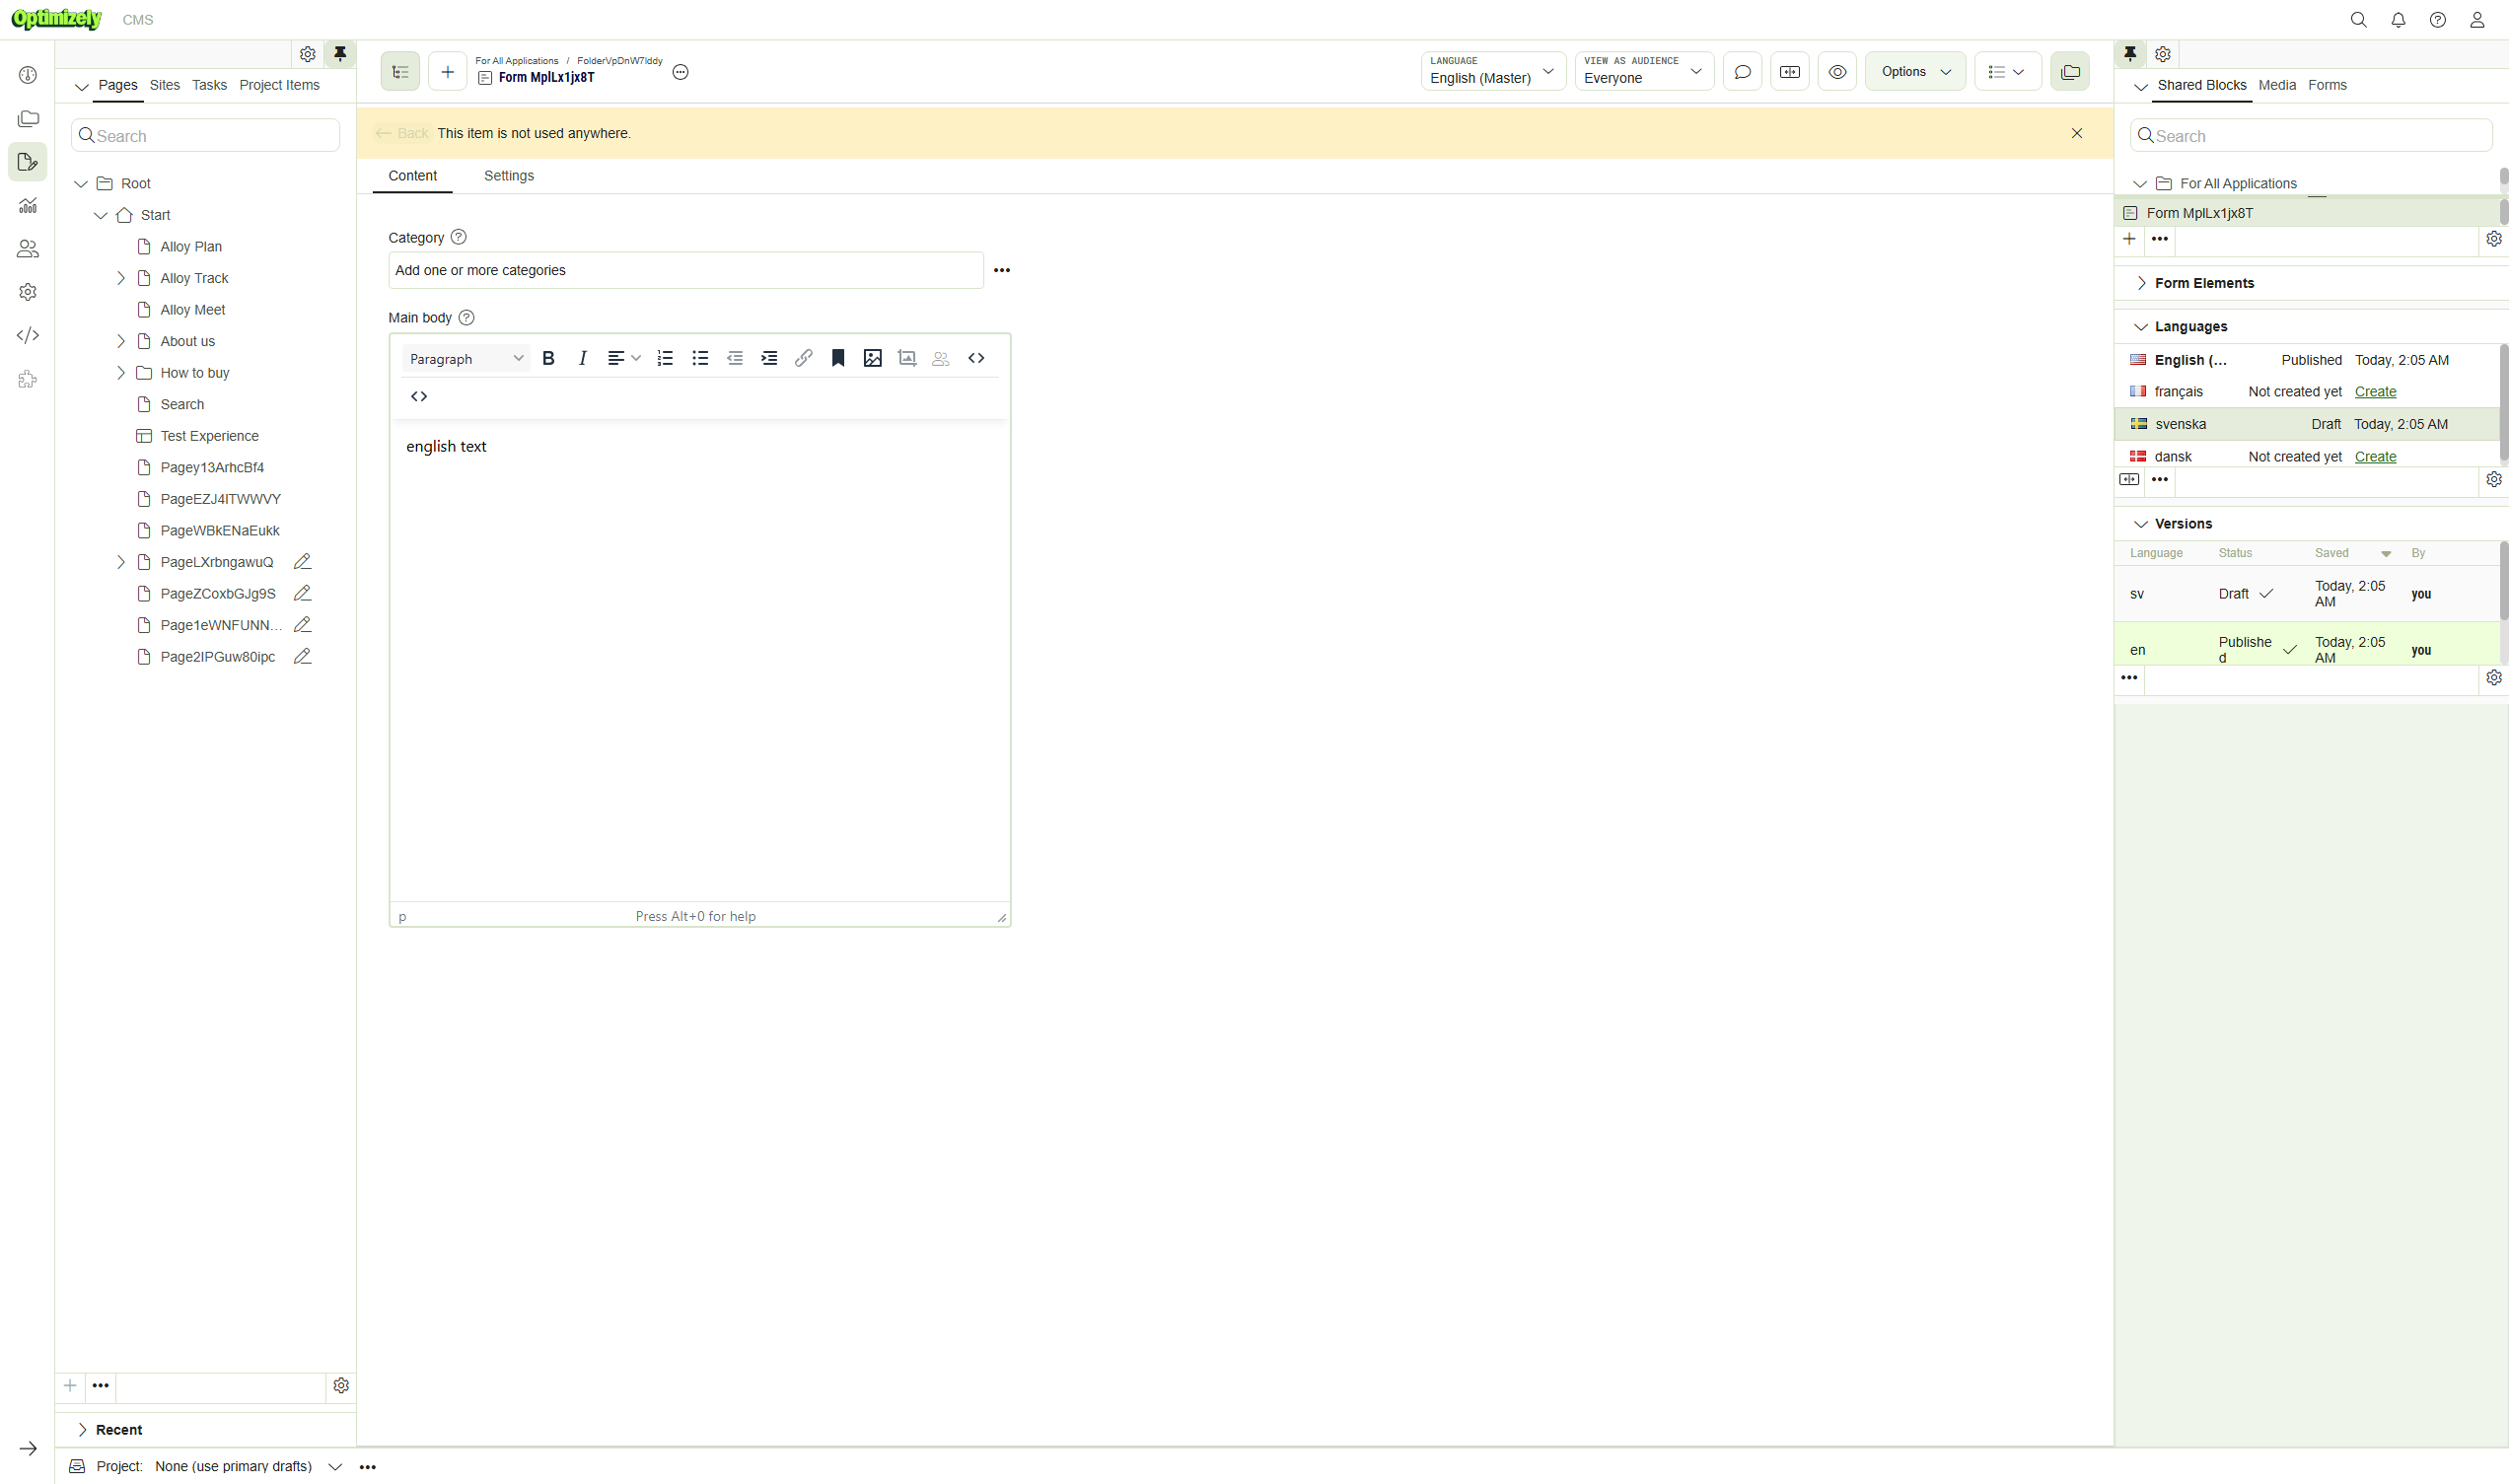 Optimizely CMS
Pages Sites Tasks Project Items
Search
Root
Start
Alloy Plan
Alloy Track
Alloy Meet
About us
How to buy
Search
Test Experience
Pagey13ArhcBf4
PageEZJ4ITWWVY
PageWBkENaEukk
PageLXrbngawuQ
PageZCoxbGJg9S
Page1eWNFUNN...
Page2IPGuw80ipc
Recent
Project: None (use primary drafts)
For All Applications / FolderVpDnW7lddy
Form MplLx1jx8T
LANGUAGE
English (Master)
VIEW AS AUDIENCE
Everyone
Options
Back This item is not used anywhere.
Content Settings
Category
Add one or more categories
Main body
Paragraph
english text
p Press Alt+0 for help
Shared Blocks Media Forms
Search
For All Applications
Form MplLx1jx8T
Form Elements
Languages
English (... Published Today, 2:05 AM
français Not created yet Create
svenska Draft Today, 2:05 AM
dansk Not created yet Create
Versions
Language Status Saved By
sv Draft Today, 2:05 AM you
en Published Today, 2:05 AM you